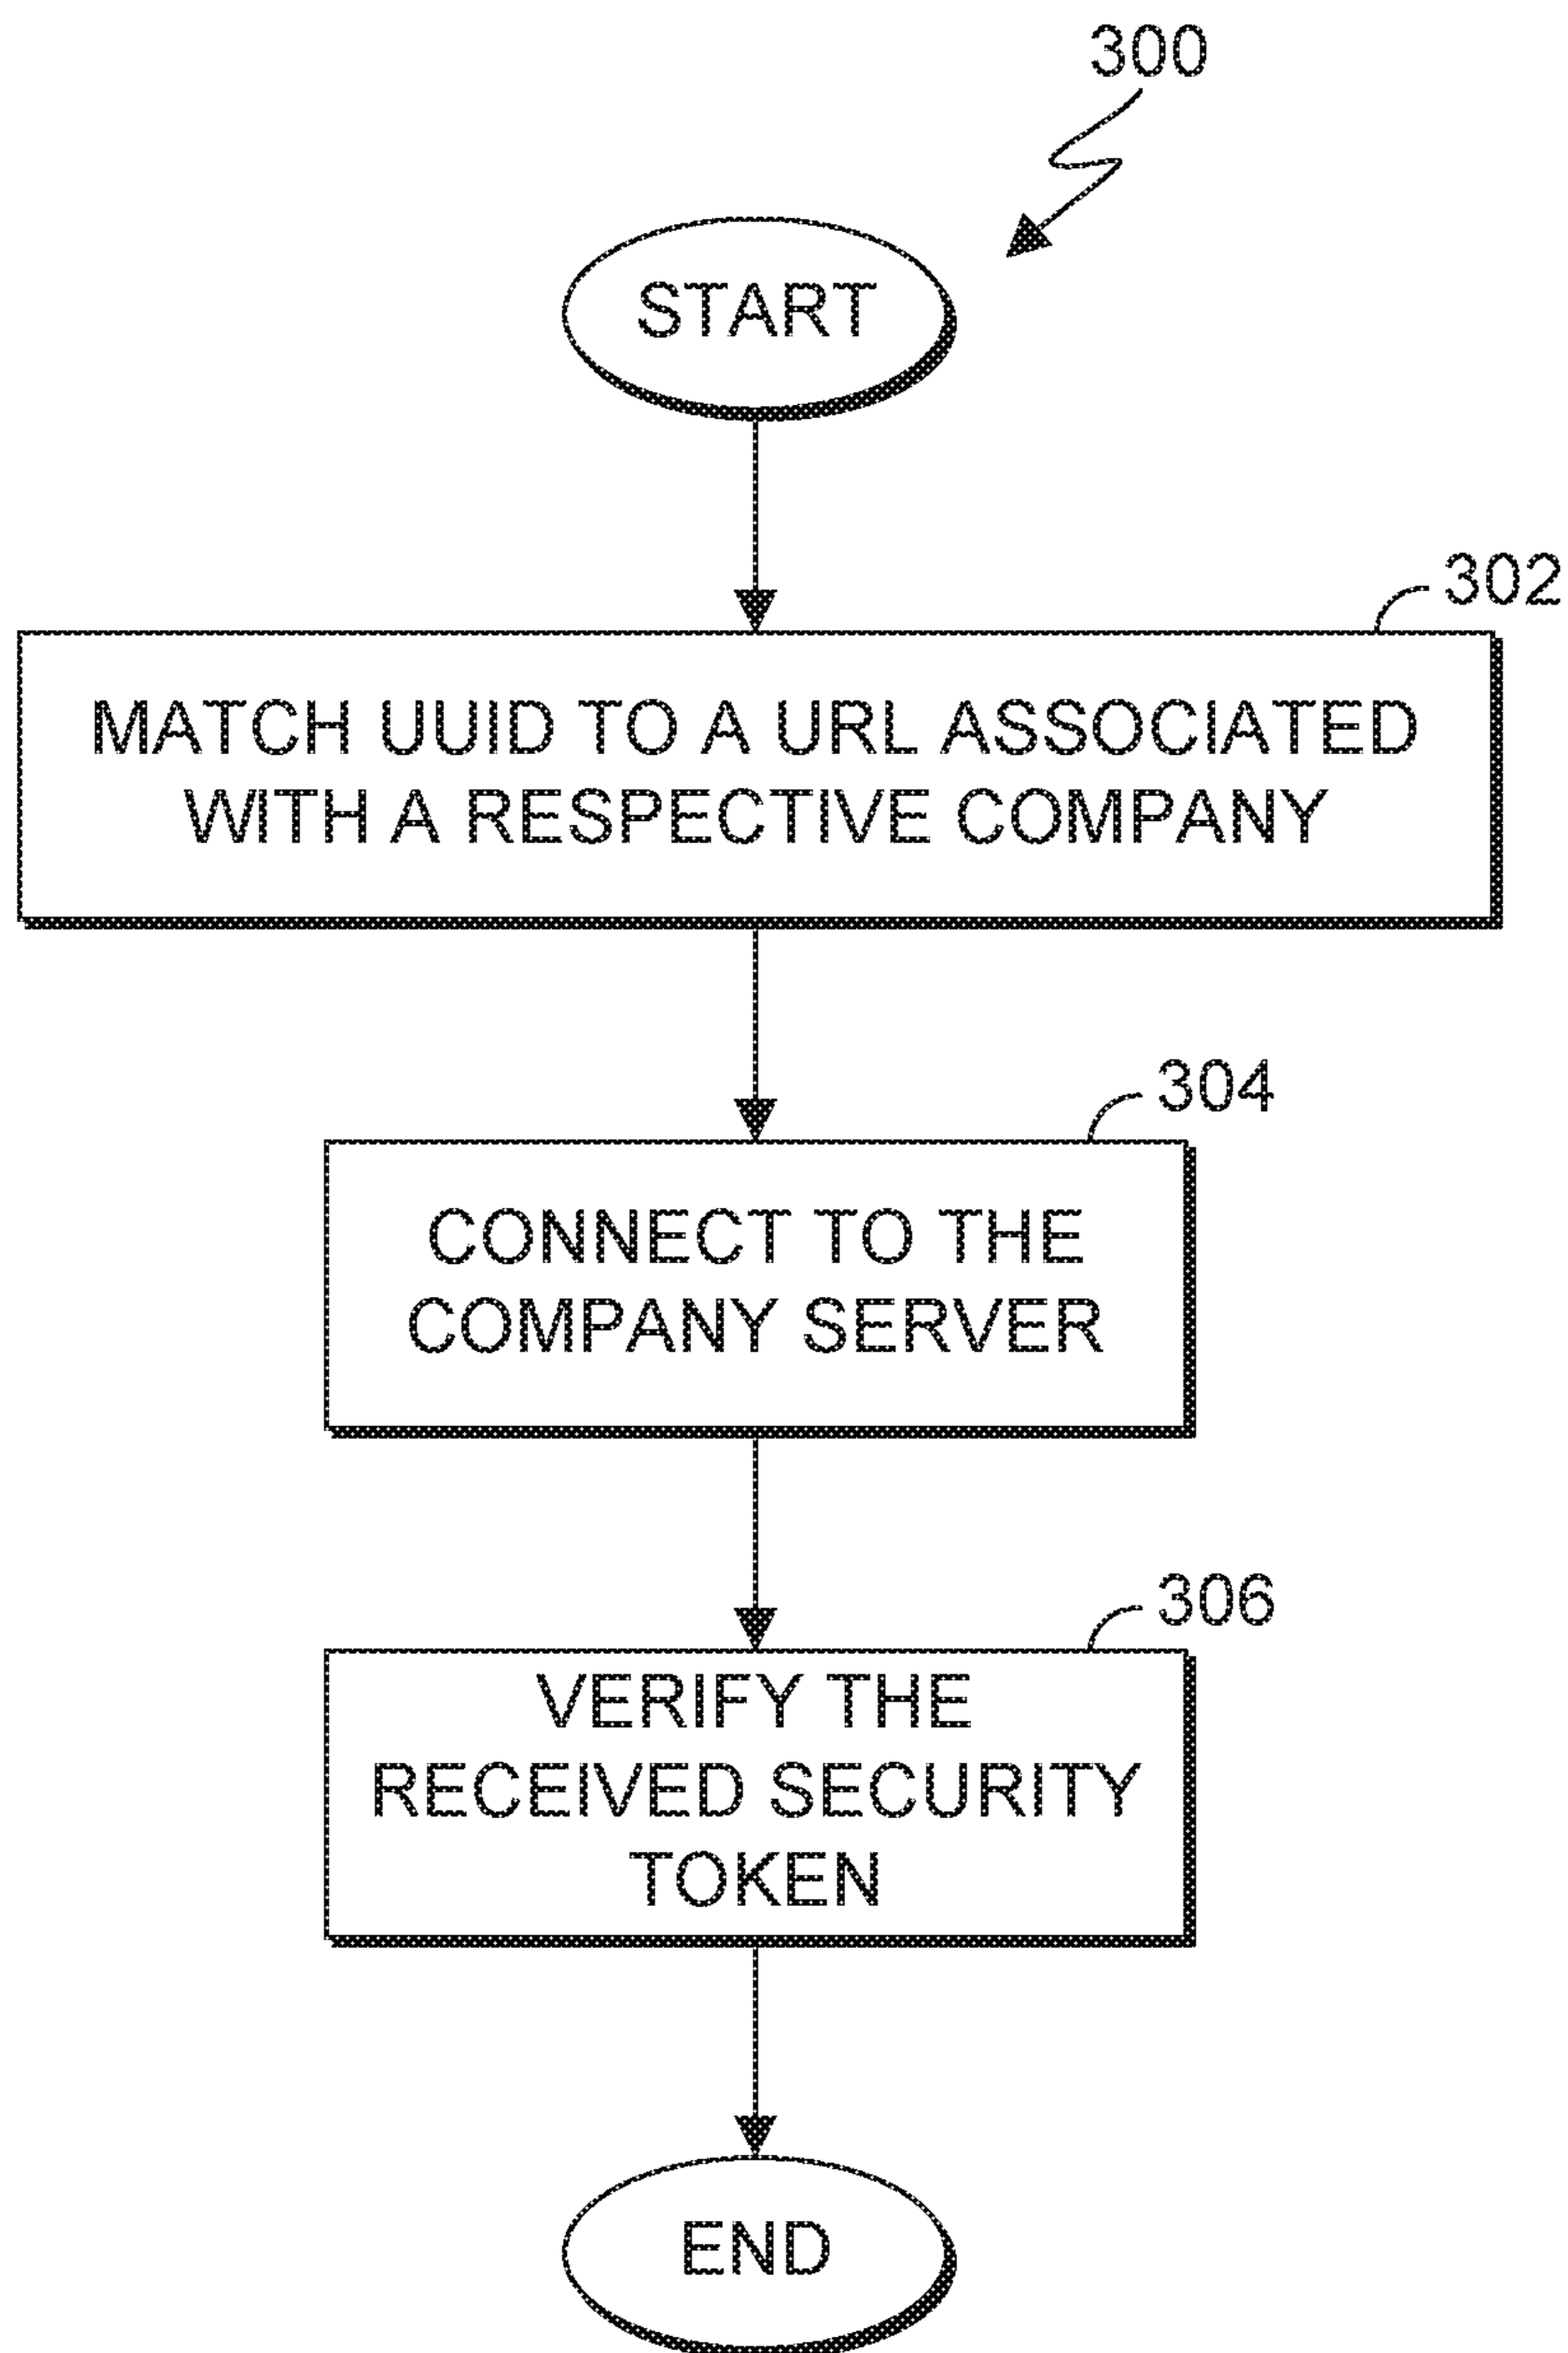 300
START
302
MATCH UUID TO A URL ASSOCIATED
WITH A RESPECTIVE COMPANY
304
CONNECT TO THE
COMPANY SERVER
306
VERIFY THE
RECEIVED SECURITY
TOKEN
END